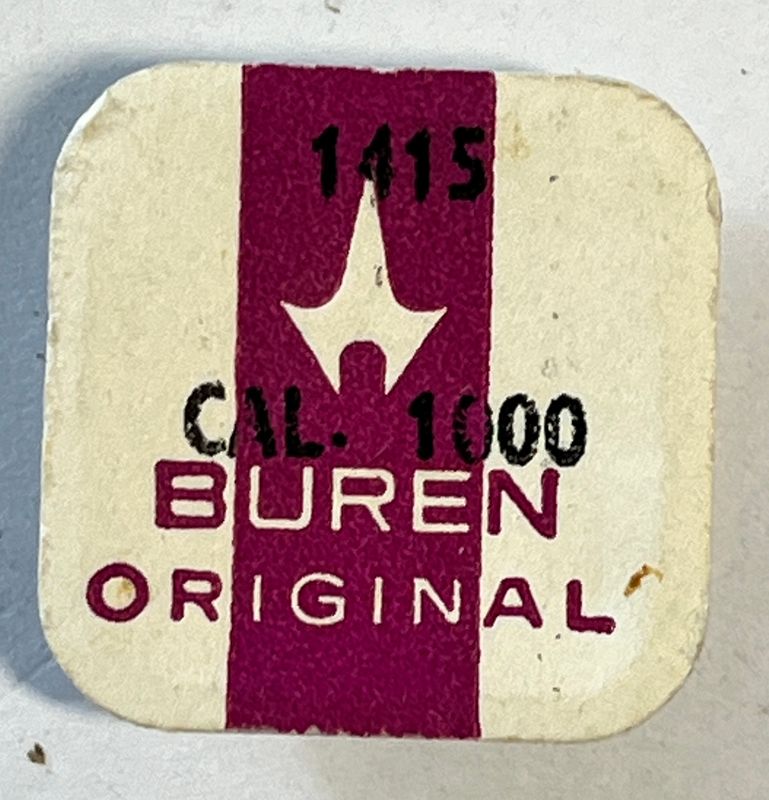 1415
CAL. 1000
BUREN
ORIGINAL